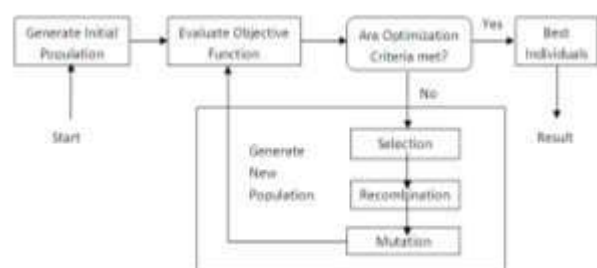 Generate Initial
Population
Evaluate Objective
Function
Are Optimization
Criteria met?
Yes
Best
Individuals
No
Start
Result
Generate
New
Population
Selection
Recombination
Mutation